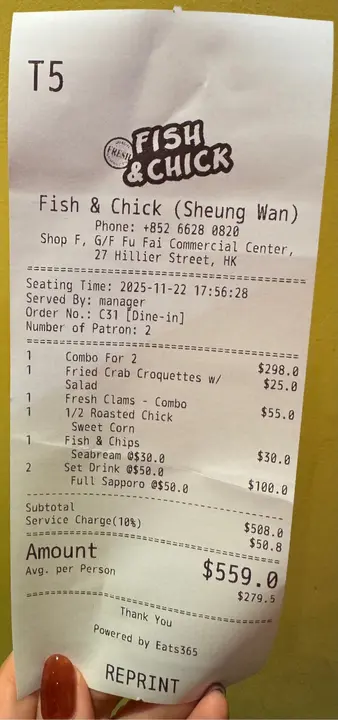 T5
FRESH
FISH
&CHICK
Fish & Chick (Sheung Wan)
Phone: +852 6628 0820
Shop F, G/F Fu Fai Commercial Center,
27 Hillier Street, HK
Seating Time: 2025-11-22 17:56:28
Served By: manager
Order No.: C31 [Dine-in]
Number of Patron: 2
1 Combo For 2 $298.0
1 Fried Crab Croquettes w/ $25.0
Salad
1 Fresh Clams - Combo
1 1/2 Roasted Chick $55.0
Sweet Corn
1 Fish & Chips
Seabream @$30.0 $30.0
2 Set Drink @$50.0
Full Sapporo @$50.0 $100.0
Subtotal $508.0
Service Charge(10%) $50.8
Amount $559.0
Avg. per Person $279.5
Thank You
Powered by Eats365
REPRINT